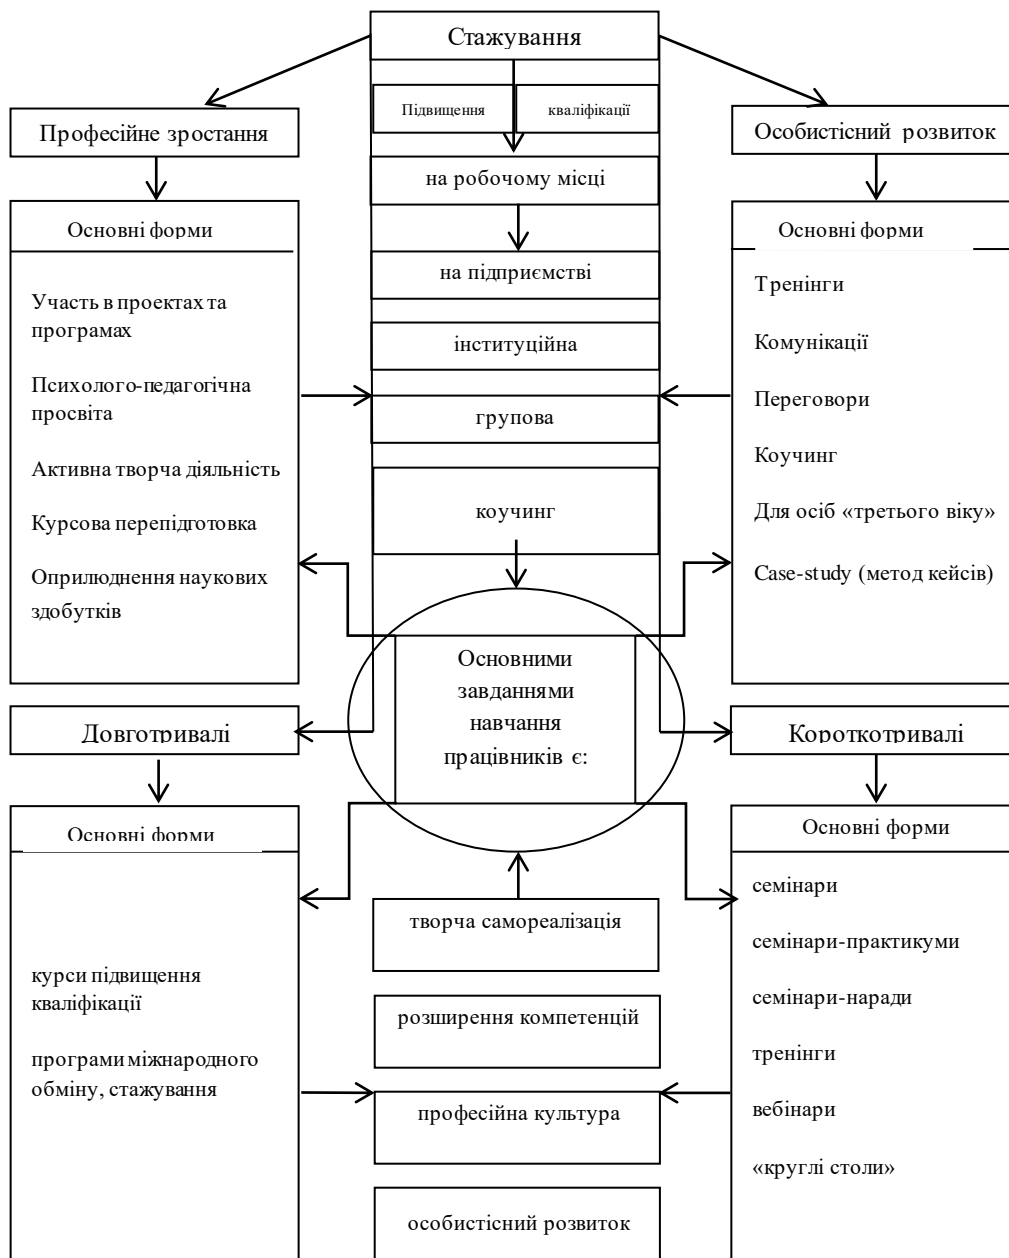 Стажування
Підвищення
кваліфікації
Професійне зростання
Особистісний розвиток
на робочому місці
Основні форми
Участь в проектах та
програмах
Психолого-педагогічна
просвіта
Активна творча діяльність
Курсова перепідготовка
Оприлюднення наукових
здобутків
на підприємстві
інституційна
групова
коучинг
Основні форми
Тренінги
Комунікації
Переговори
Коучинг
Для осіб «третього віку»
Case-study (метод кейсів)
Основними
завданнями
навчання
працівників є:
Довготривалі
Короткотривалі
Основні форми
курси підвищення
кваліфікації
програми міжнародного
обміну, стажування
творча самореалізація
розширення компетенцій
професійна культура
особистісний розвиток
Основні форми
семінари
семінари-практикуми
семінари-наради
тренінги
вебінари
«круглі столи»